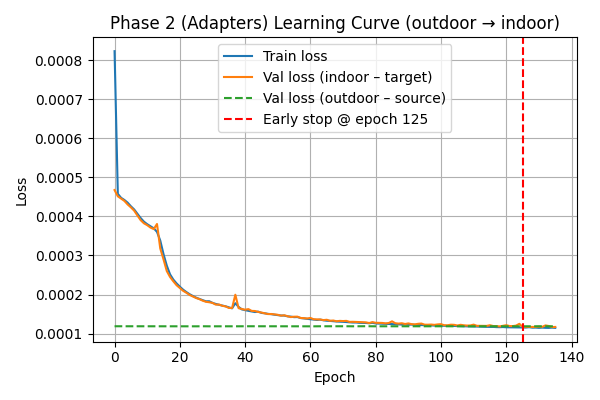 Phase 2 (Adapters) Learning Curve (outdoor → indoor)
Train loss
Val loss (indoor – target)
Val loss (outdoor – source)
Early stop @ epoch 125
Loss
0.0008
0.0007
0.0006
0.0005
0.0004
0.0003
0.0002
0.0001
0
20
40
60
80
100
120
140
Epoch